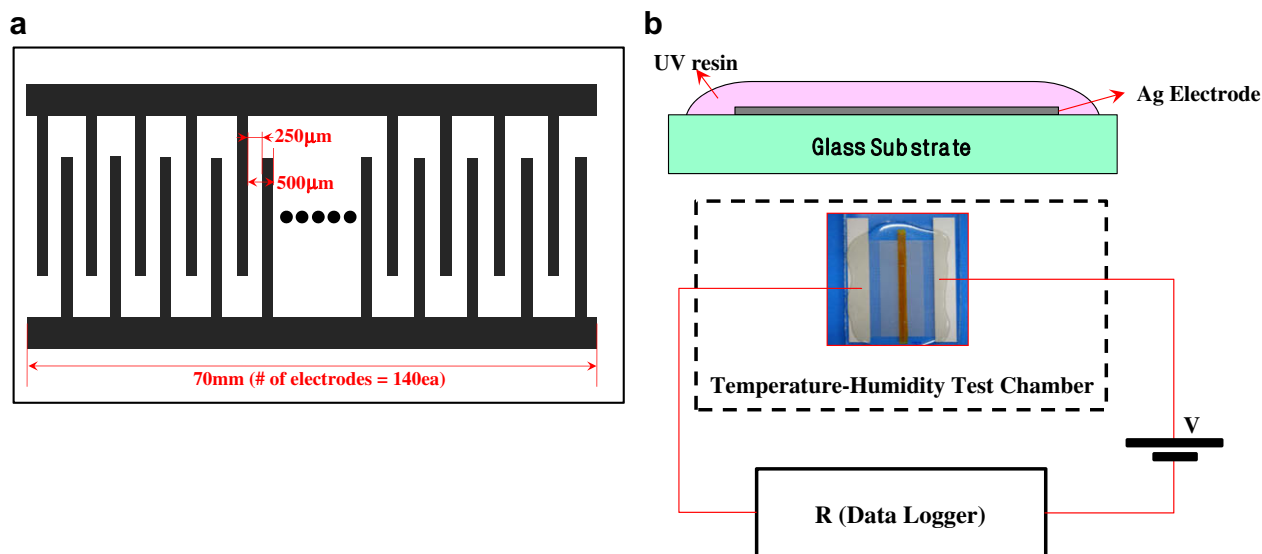 a
250μm
500μm
70mm (# of electrodes = 140ea)
b
UV resin
Ag Electrode
Glass Substrate
Temperature-Humidity Test Chamber
V
R (Data Logger)